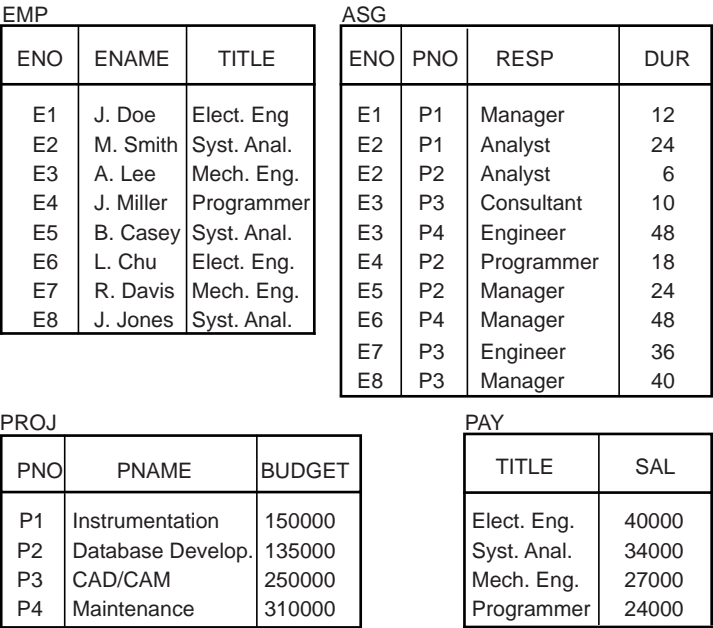 EMP
ENO ENAME TITLE
E1 J. Doe Elect. Eng
E2 M. Smith Syst. Anal.
E3 A. Lee Mech. Eng.
E4 J. Miller Programmer
E5 B. Casey Syst. Anal.
E6 L. Chu Elect. Eng.
E7 R. Davis Mech. Eng.
E8 J. Jones Syst. Anal.
ASG
ENO PNO RESP DUR
E1 P1 Manager 12
E2 P1 Analyst 24
E2 P2 Analyst 6
E3 P3 Consultant 10
E3 P4 Engineer 48
E4 P2 Programmer 18
E5 P2 Manager 24
E6 P4 Manager 48
E7 P3 Engineer 36
E8 P3 Manager 40
PROJ
PNO PNAME BUDGET
P1 Instrumentation 150000
P2 Database Develop. 135000
P3 CAD/CAM 250000
P4 Maintenance 310000
PAY
TITLE SAL
Elect. Eng. 40000
Syst. Anal. 34000
Mech. Eng. 27000
Programmer 24000